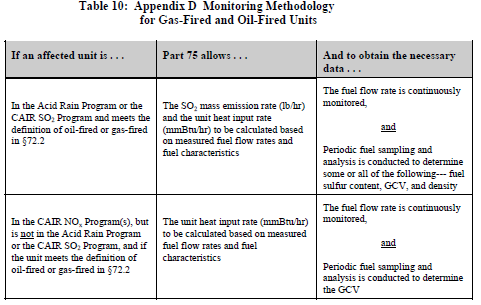 Table 10: Appendix D Monitoring Methodology
for Gas-Fired and Oil-Fired Units
If an affected unit is . . .
Part 75 allows . . .
And to obtain the necessary
data . . .
In the Acid Rain Program or the
CAIR SO₂ Program and meets the
definition of oil-fired or gas-fired
in §72.2
The SO₂ mass emission rate (lb/hr)
and the unit heat input rate
(mmBtu/hr) to be calculated based
on measured fuel flow rates and
fuel characteristics
The fuel flow rate is continuously
monitored,
and
Periodic fuel sampling and
analysis is conducted to determine
some or all of the following--- fuel
sulfur content, GCV, and density
In the CAIR NOₓ Program(s), but
is not in the Acid Rain Program
or the CAIR SO₂ Program, and if
the unit meets the definition of
oil-fired or gas-fired in §72.2
The unit heat input rate (mmBtu/hr)
to be calculated based on measured
fuel flow rates and fuel
characteristics
The fuel flow rate is continuously
monitored,
and
Periodic fuel sampling and
analysis is conducted to determine
the GCV